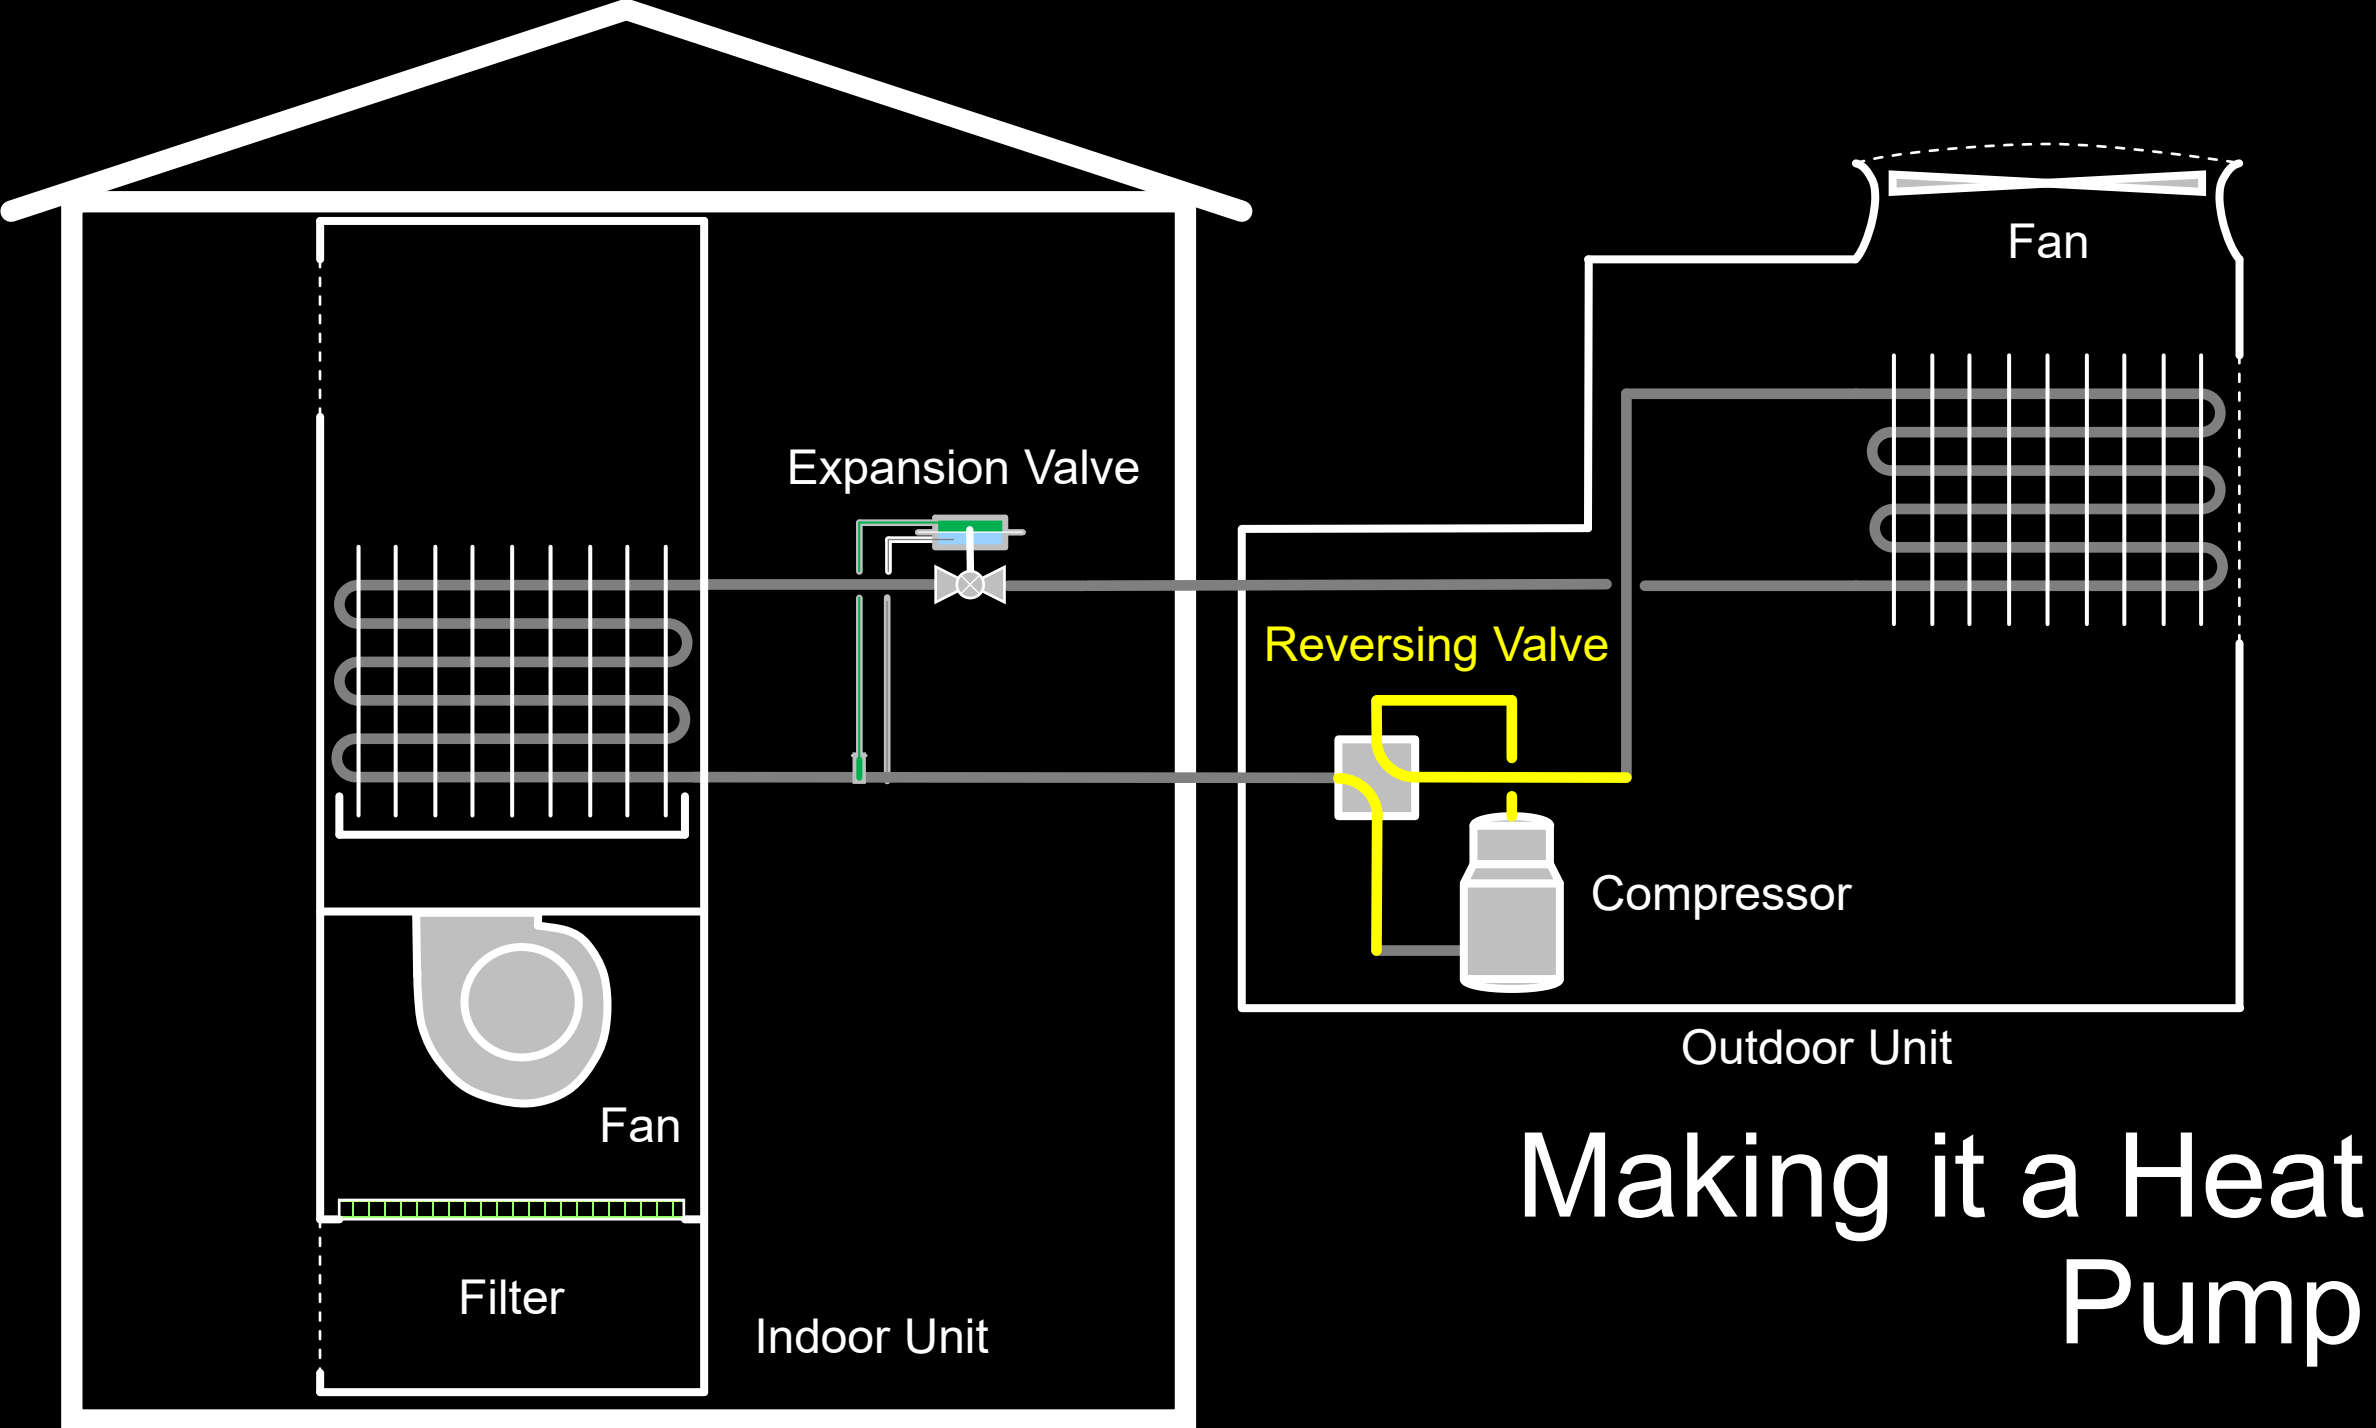 Fan
Expansion Valve
Reversing Valve
Compressor
Outdoor Unit
Fan
Making it a Heat
Pump
Filter
Indoor Unit